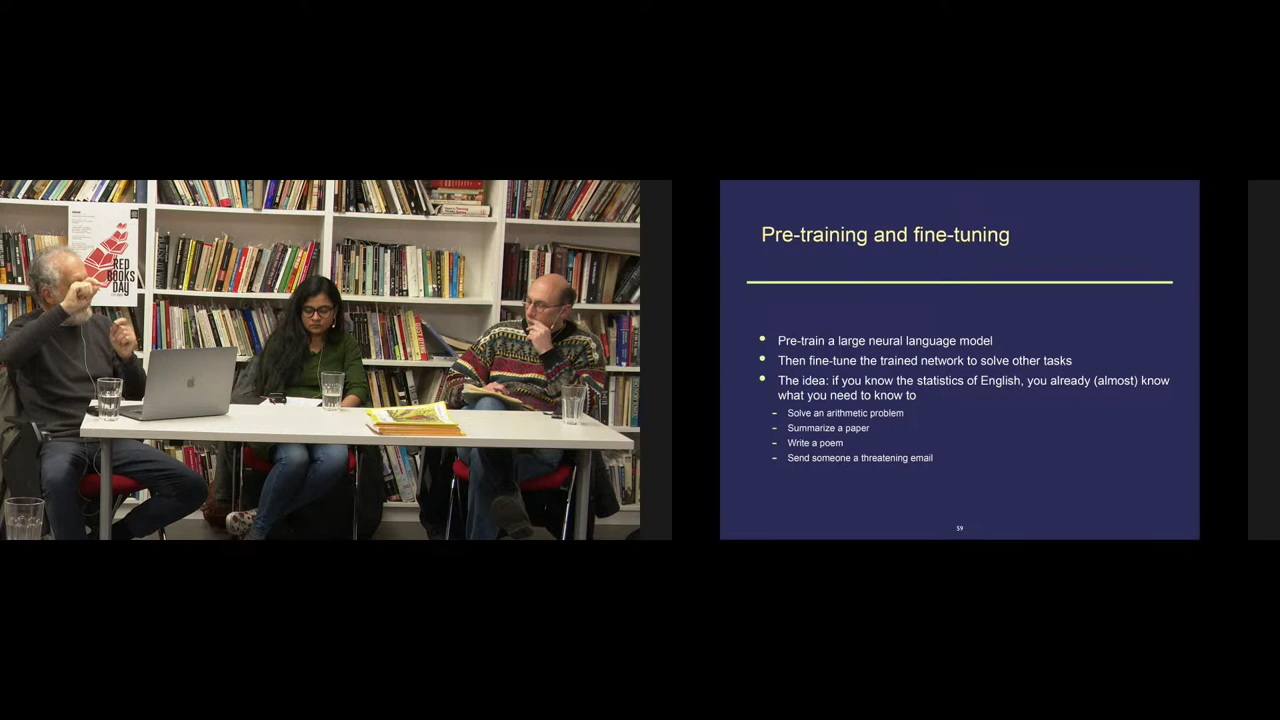 RED
BOOKS
DAY
Pre-training and fine-tuning
• Pre-train a large neural language model
• Then fine-tune the trained network to solve other tasks
• The idea: if you know the statistics of English, you already (almost) know
what you need to know to
– Solve an arithmetic problem
– Summarize a paper
– Write a poem
– Send someone a threatening email
59